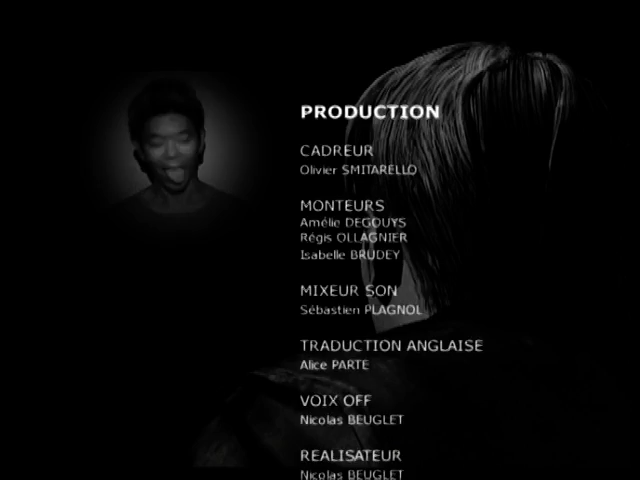 PRODUCTION
CADREUR
Olivier SMITARELLO
MONTEURS
Amélie DEGOUYS
Régis OLLAGNIER
Isabelle BRUDEY
MIXEUR SON
Sébastien PLAGNOL
TRADUCTION ANGLAISE
Alice PARTE
VOIX OFF
Nicolas BEUGLET
REALISATEUR
Nicolas BEUGLET